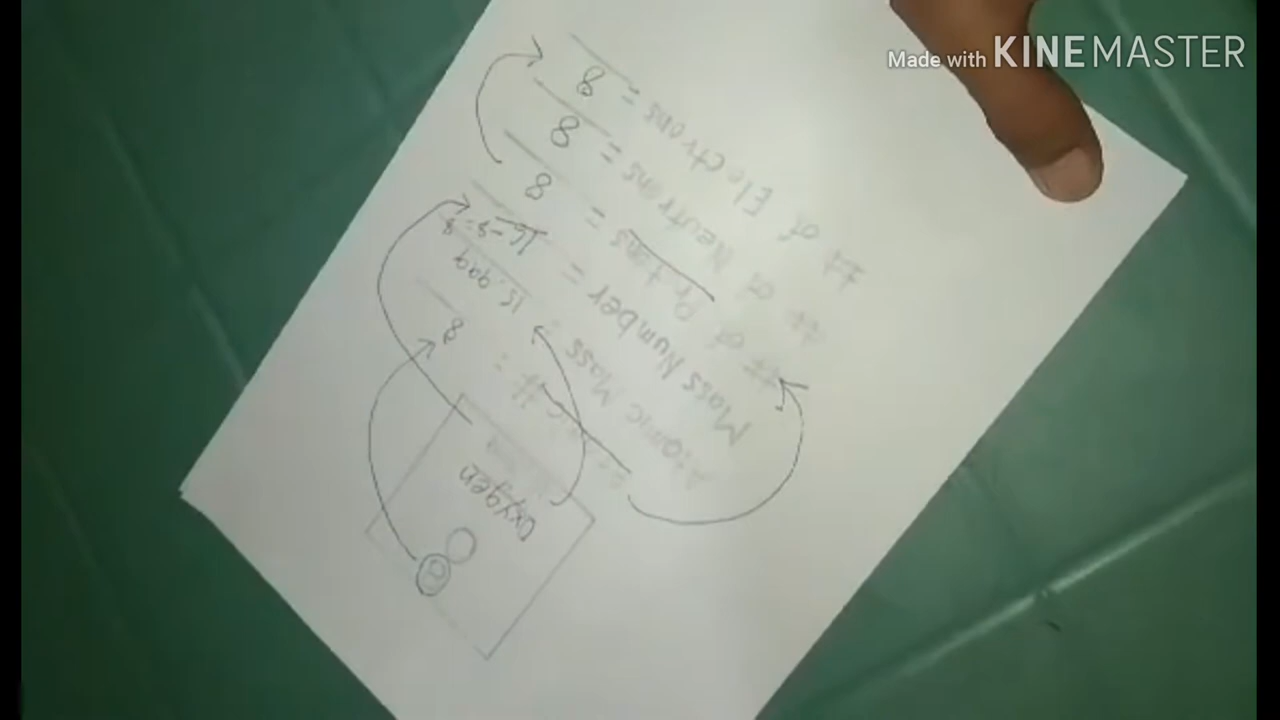 Made with KINEMASTER
8
O
Oxygen
#: 8
Atomic Mass: 15.999
Mass Number = 16-8=8
# of Protons = 8
# of Neutrons = 8
# of Electrons = 8